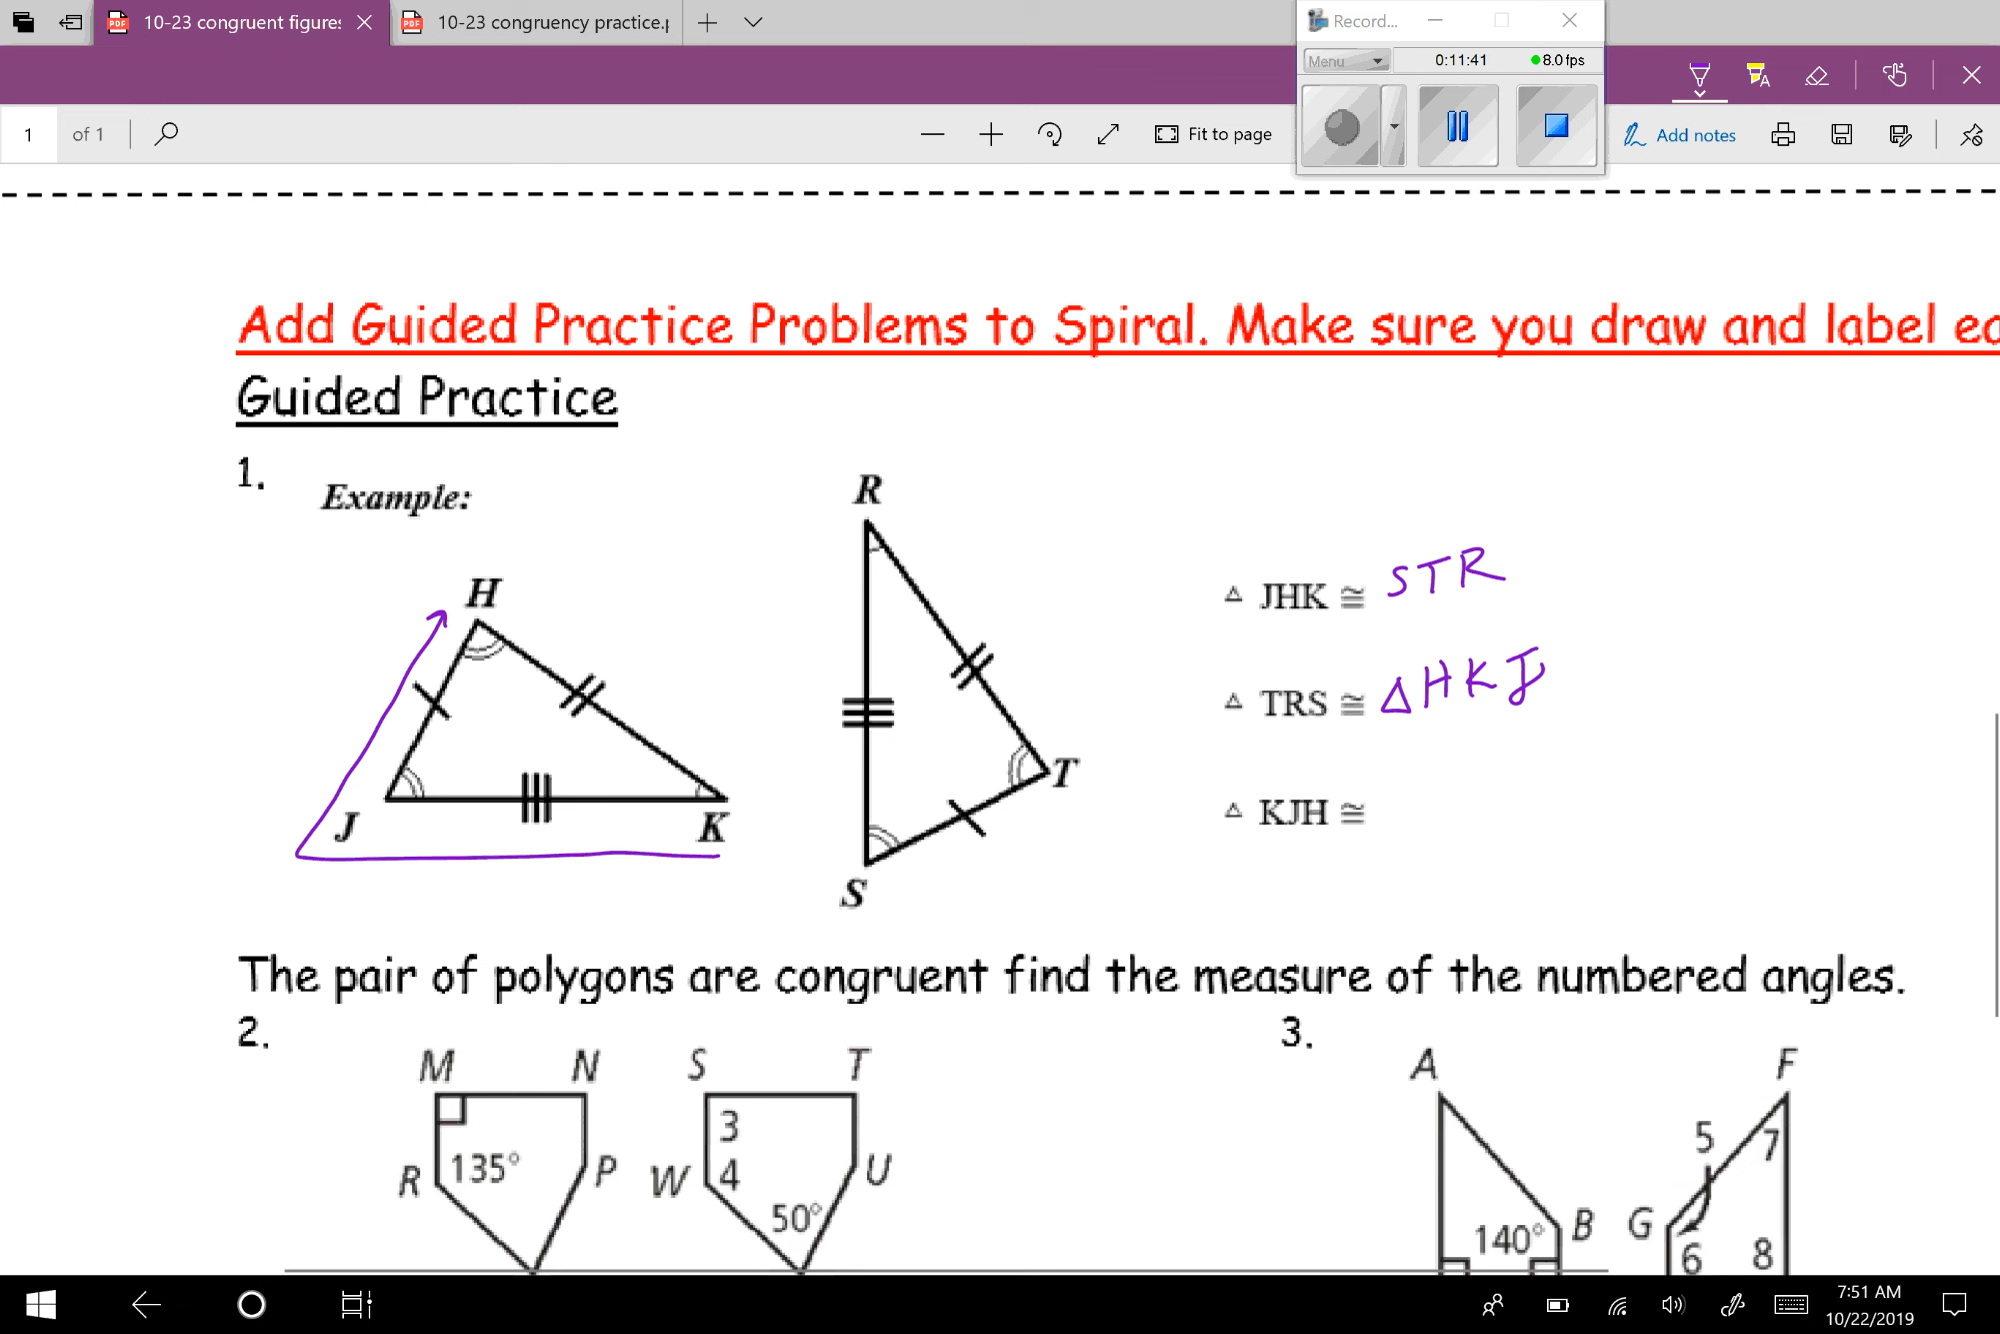 10-23 congruent figures
10-23 congruency practice.p
Record...
Menu
0:11:41
8.0 fps
1
of 1
Fit to page
Add notes
Add Guided Practice Problems to Spiral. Make sure you draw and label ea
Guided Practice
1.
Example:
R
H
J
K
T
S
△ JHK ≅ STR
△ TRS ≅ △HKJ
△ KJH ≅
The pair of polygons are congruent find the measure of the numbered angles.
2.
M N S T
3
R 135° P W 4 U
50°
3.
A F
5 7
140° B G
6 8
7:51 AM
10/22/2019